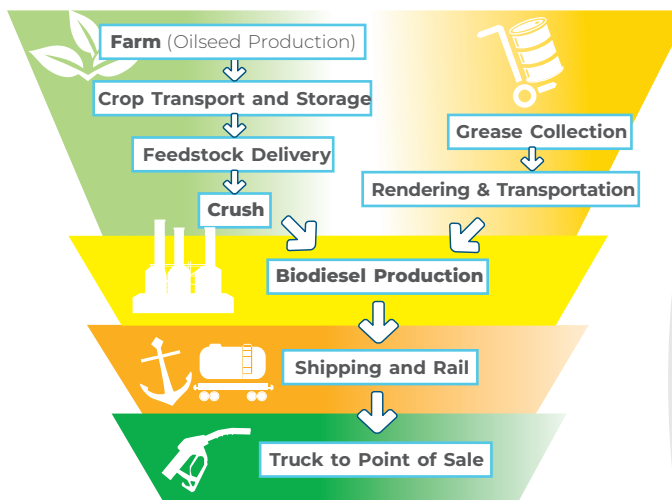 Farm (Oilseed Production)
Crop Transport and Storage
Feedstock Delivery
Crush
Grease Collection
Rendering & Transportation
Biodiesel Production
Shipping and Rail
Truck to Point of Sale